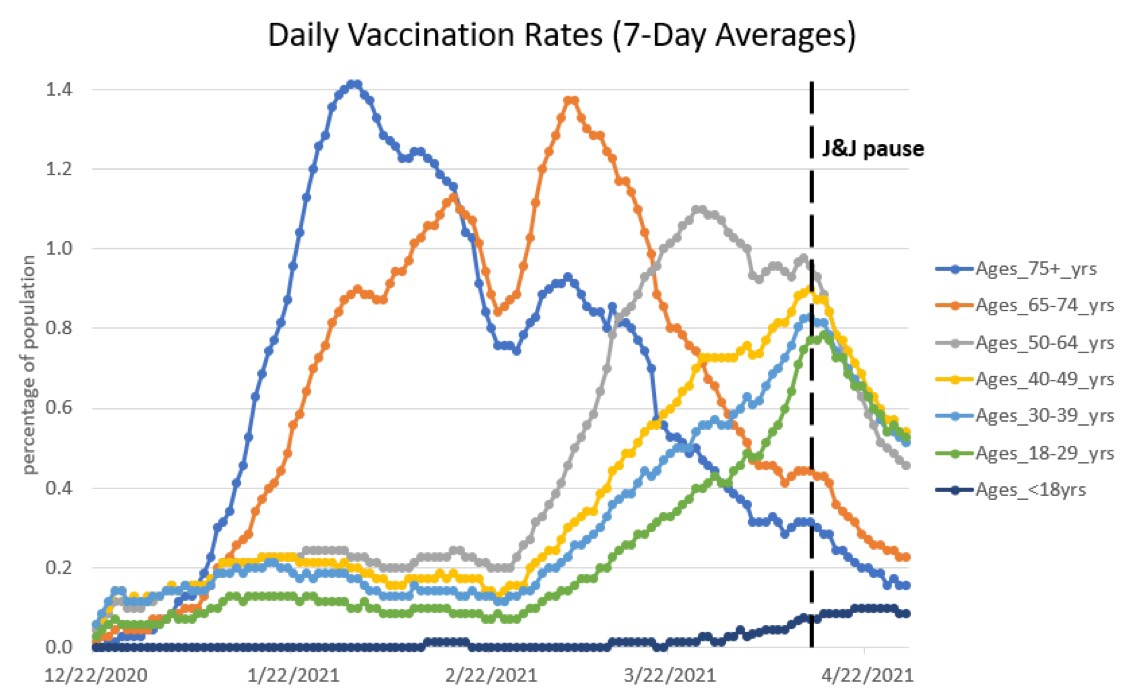 Daily Vaccination Rates (7-Day Averages)
percentage of population
1.4
1.2
1.0
0.8
0.6
0.4
0.2
0.0
12/22/2020
1/22/2021
2/22/2021
3/22/2021
4/22/2021
J&J pause
Ages_75+_yrs
Ages_65-74_yrs
Ages_50-64_yrs
Ages_40-49_yrs
Ages_30-39_yrs
Ages_18-29_yrs
Ages_<18yrs